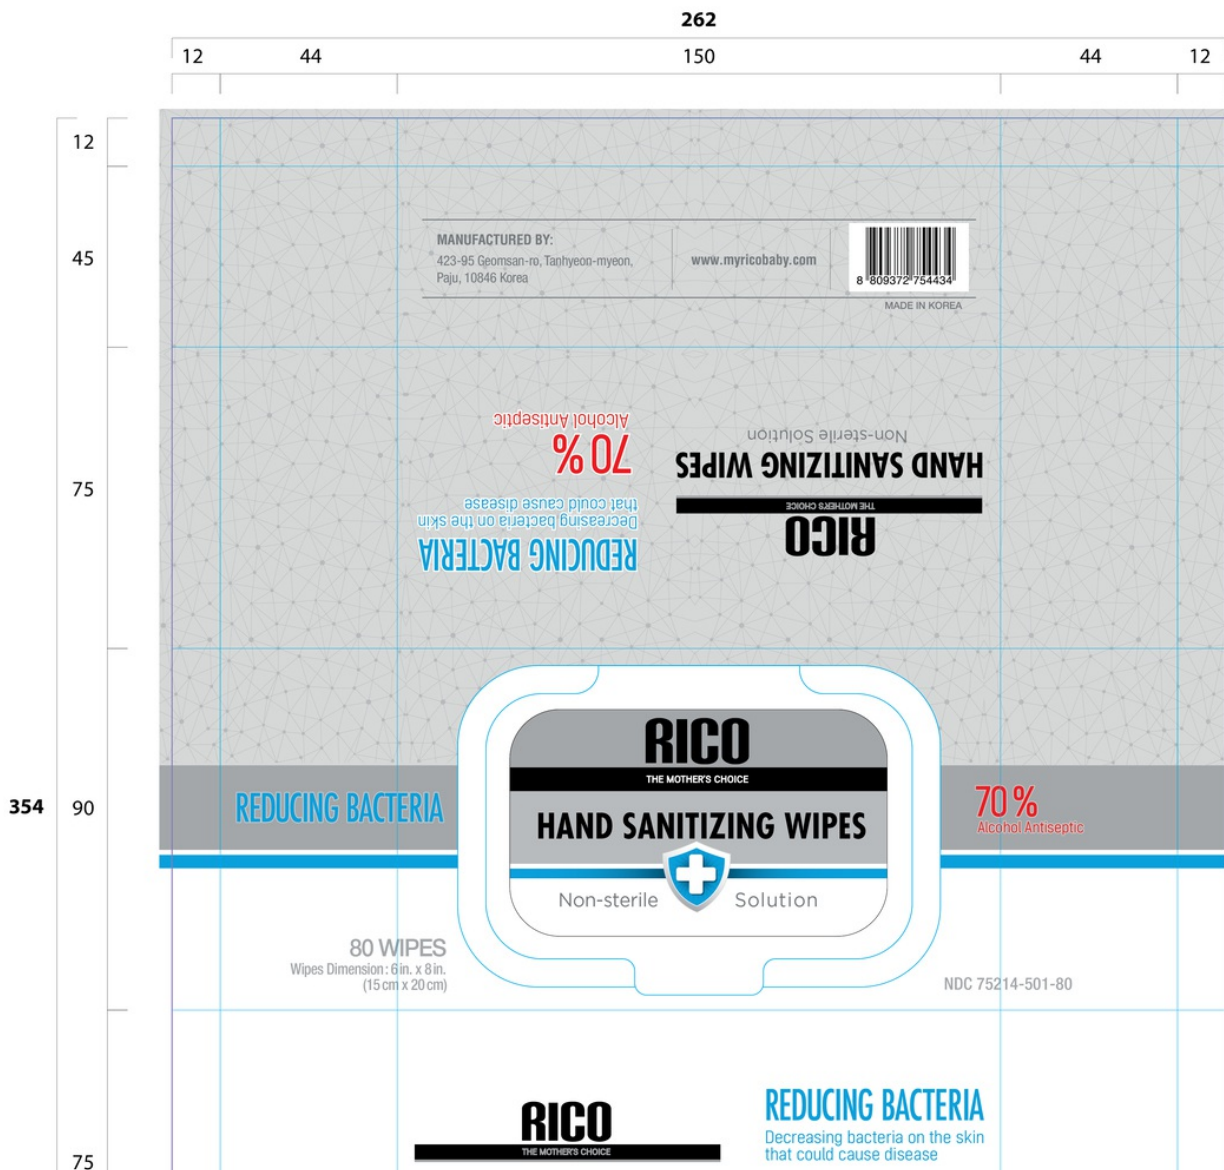 262
12 44 150 44 12
12
45
75
354 90
75
MANUFACTURED BY:
423-95 Geomsan-ro, Tanhyeon-myeon,
Paju, 10846 Korea
www.myricobaby.com
8 809372 754434
MADE IN KOREA
RICO
THE MOTHER'S CHOICE
HAND SANITIZING WIPES
Non-sterile Solution
REDUCING BACTERIA
Decreasing bacteria on the skin
that could cause disease
70%
Alcohol Antiseptic
RICO
THE MOTHER'S CHOICE
HAND SANITIZING WIPES
Non-sterile Solution
REDUCING BACTERIA
70%
Alcohol Antiseptic
80 WIPES
Wipes Dimension : 6 in. x 8 in.
(15 cm x 20 cm)
NDC 75214-501-80
RICO
THE MOTHER'S CHOICE
REDUCING BACTERIA
Decreasing bacteria on the skin
that could cause disease